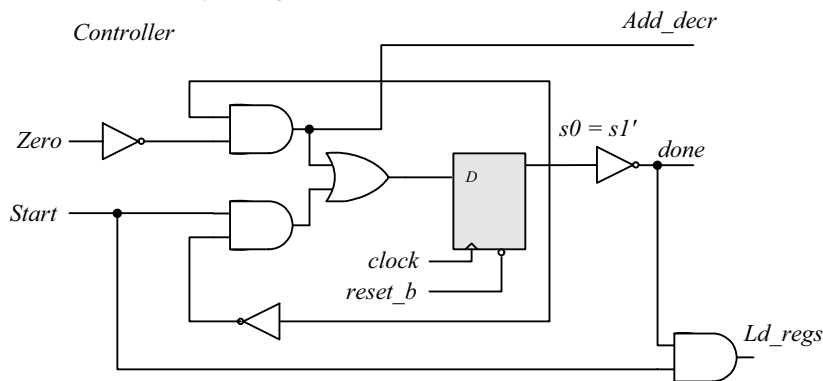 Controller
Add_decr
Zero
s0 = s1'
done
D
Start
clock
reset_b
Ld_regs